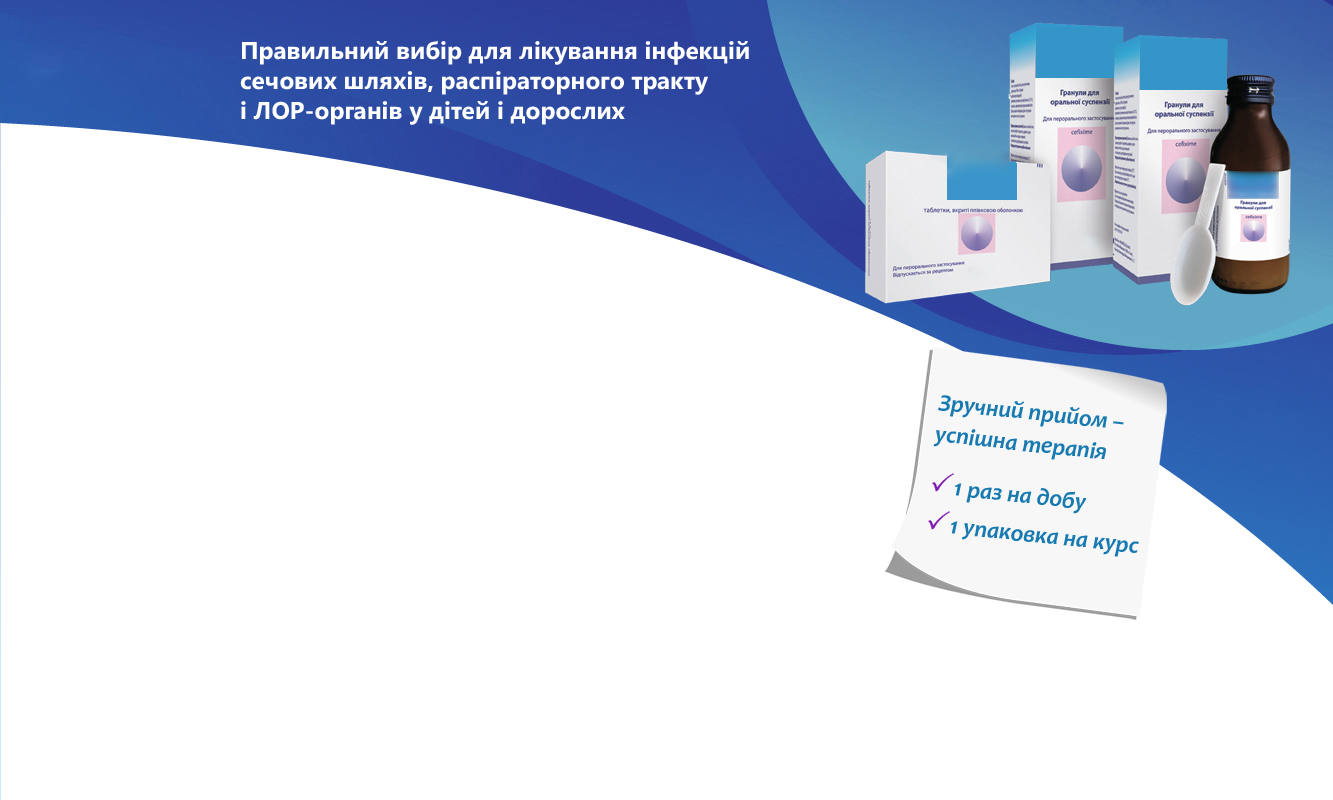 Правильний вибір для лікування інфекцій
сечових шляхів, распіраторного тракту
і ЛОР-органів у дітей і дорослих
Гранули для
оральної суспензії
Для перорального застосування
cefixime
Гранули для
оральної суспензії
Для перорального застосування
cefixime
Гранули для
оральної суспензії
cefixime
таблетки, вкриті плівковою оболонкою
Для перорального застосування
Відпускається за рецептом
Зручний прийом –
успішна терапія
1 раз на добу
1 упаковка на курс